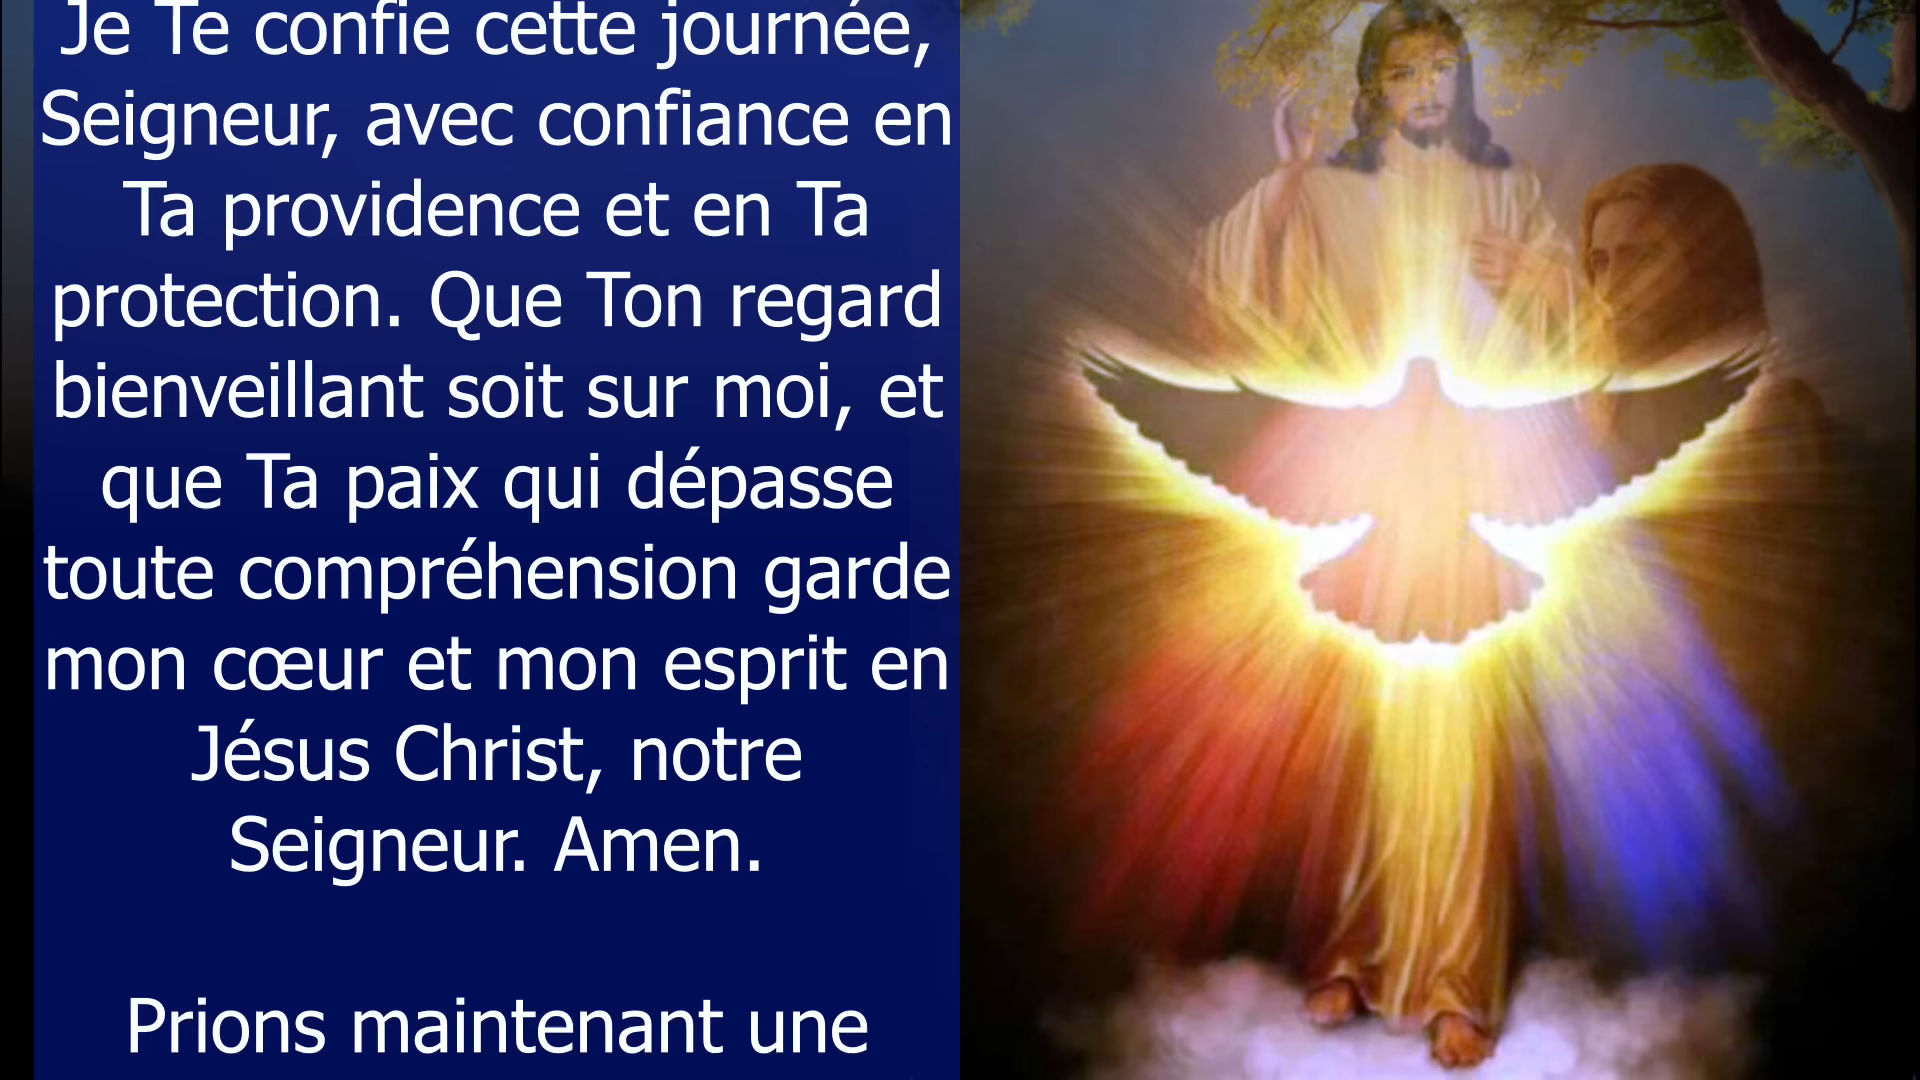 Je Te confie cette journée,
Seigneur, avec confiance en
Ta providence et en Ta
protection. Que Ton regard
bienveillant soit sur moi, et
que Ta paix qui dépasse
toute compréhension garde
mon cœur et mon esprit en
Jésus Christ, notre
Seigneur. Amen.
Prions maintenant une